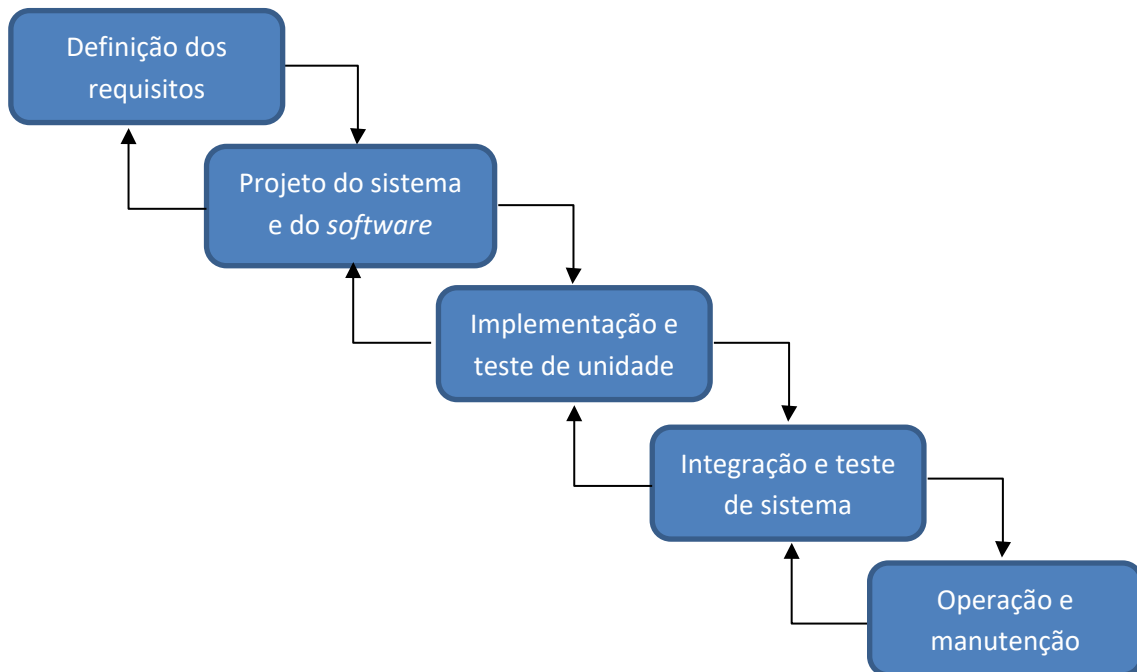 Definição dos
requisitos
Projeto do sistema
e do software
Implementação e
teste de unidade
Integração e teste
de sistema
Operação e
manutenção